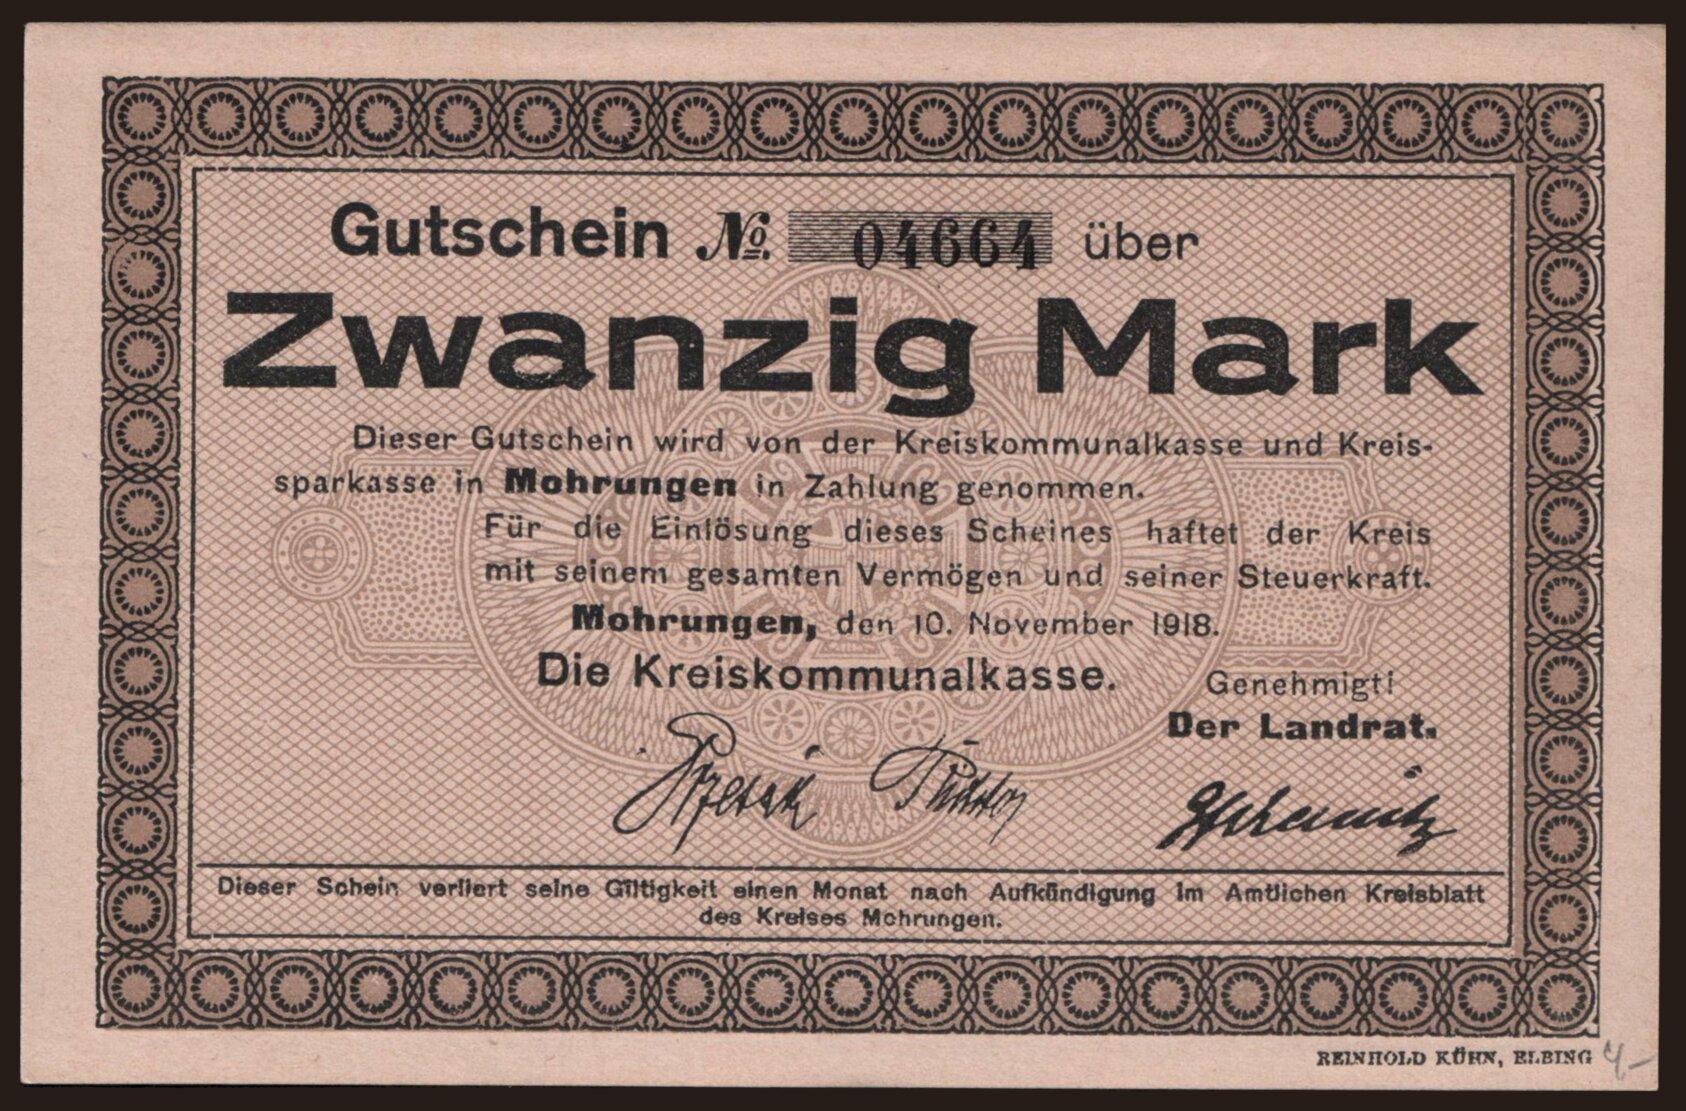 Gutschein № 04664 über
Zwanzig Mark
Dieser Gutschein wird von der Kreiskommunalkasse und Kreis-
sparkasse in Mohrungen in Zahlung genommen.
Für die Einlösung dieses Scheines haftet der Kreis
mit seinem gesamten Vermögen und seiner Steuerkraft.
Mohrungen, den 10. November 1918.
Die Kreiskommunalkasse.
Genehmigt!
Der Landrat.
Dieser Schein verliert seine Gültigkeit einen Monat nach Aufkündigung im Amtlichen Kreisblatt
des Kreises Mohrungen.
REINHOLD KÜHN, ELBING